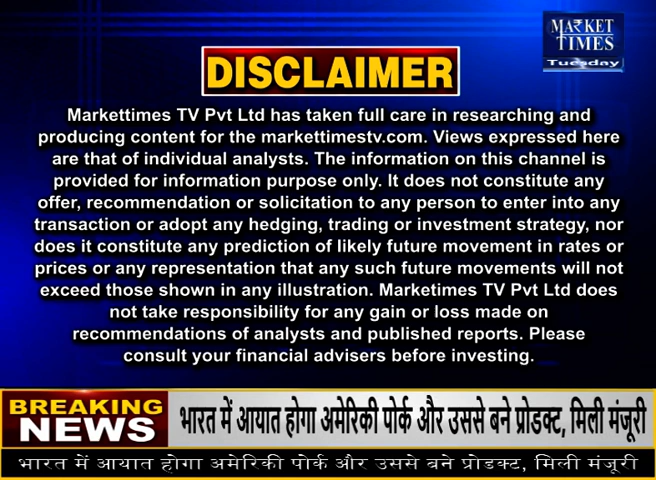 MARKET
TIMES
Tuesday
DISCLAIMER
Markettimes TV Pvt Ltd has taken full care in researching and
producing content for the markettimestv.com. Views expressed here
are that of individual analysts. The information on this channel is
provided for information purpose only. It does not constitute any
offer, recommendation or solicitation to any person to enter into any
transaction or adopt any hedging, trading or investment strategy, nor
does it constitute any prediction of likely future movement in rates or
prices or any representation that any such future movements will not
exceed those shown in any illustration. Marketimes TV Pvt Ltd does
not take responsibility for any gain or loss made on
recommendations of analysts and published reports. Please
consult your financial advisers before investing.
BREAKING
NEWS
भारत में आयात होगा अमेरिकी पोर्क और उससे बने प्रोडक्ट, मिली मंजूरी
भारत में आयात होगा अमेरिकी पोर्क और उससे बने प्रोडक्ट, मिली मंजूरी